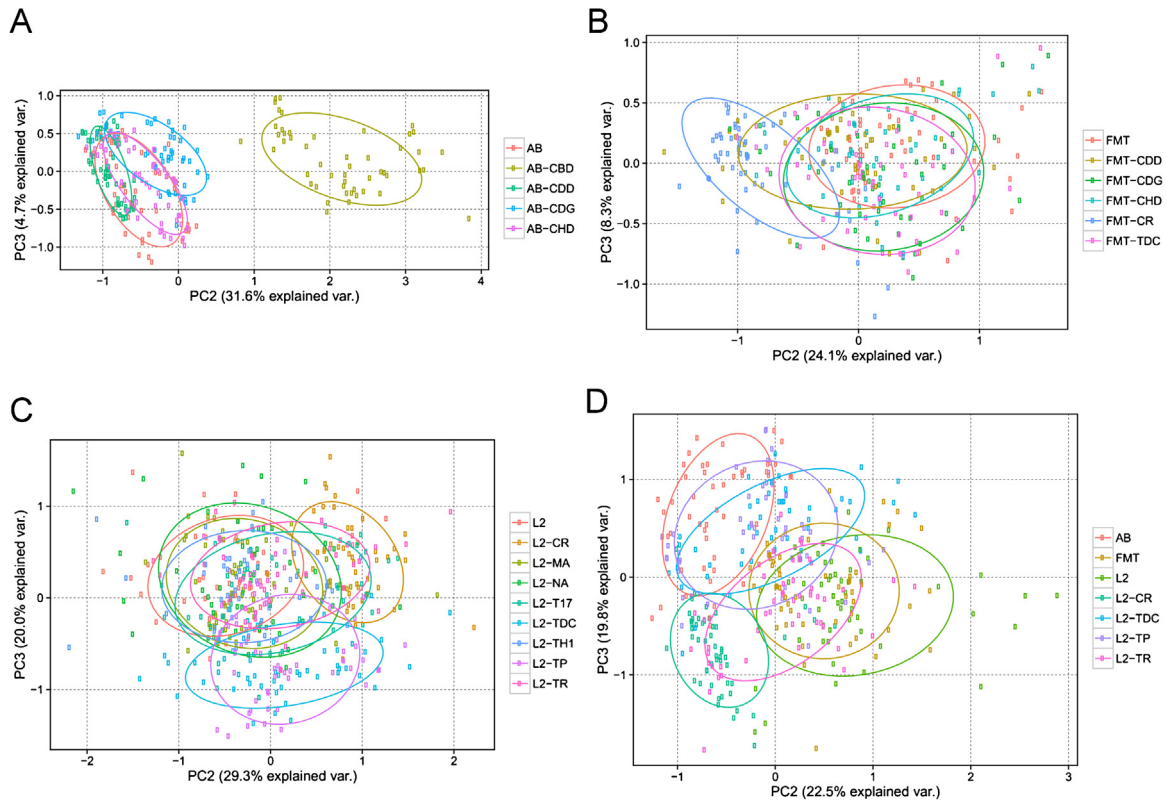 A
PC3 (4.7% explained var.)
1.0
0.5
0.0
−0.5
−1.0
−1
0
1
2
3
4
PC2 (31.6% explained var.)
AB
AB−CBD
AB−CDD
AB−CDG
AB−CHD
B
PC3 (8.3% explained var.)
1.0
0.5
0.0
−0.5
−1.0
−1
0
1
PC2 (24.1% explained var.)
FMT
FMT−CDD
FMT−CDG
FMT−CHD
FMT−CR
FMT−TDC
C
PC3 (20.0% explained var.)
1
0
−1
−2
−1
0
1
2
PC2 (29.3% explained var.)
L2
L2−CR
L2−MA
L2−NA
L2−T17
L2−TDC
L2−TH1
L2−TP
L2−TR
D
PC3 (19.8% explained var.)
1
0
−1
−1
0
1
2
3
PC2 (22.5% explained var.)
AB
FMT
L2
L2−CR
L2−TDC
L2−TP
L2−TR